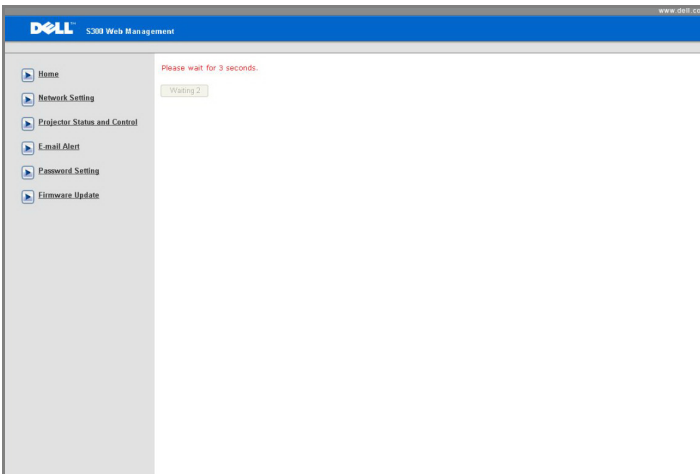 www.dell.co
DELL™ S300 Web Management
Home
Network Setting
Projector Status and Control
E-mail Alert
Password Setting
Firmware Update
Please wait for 3 seconds.
Waiting 2